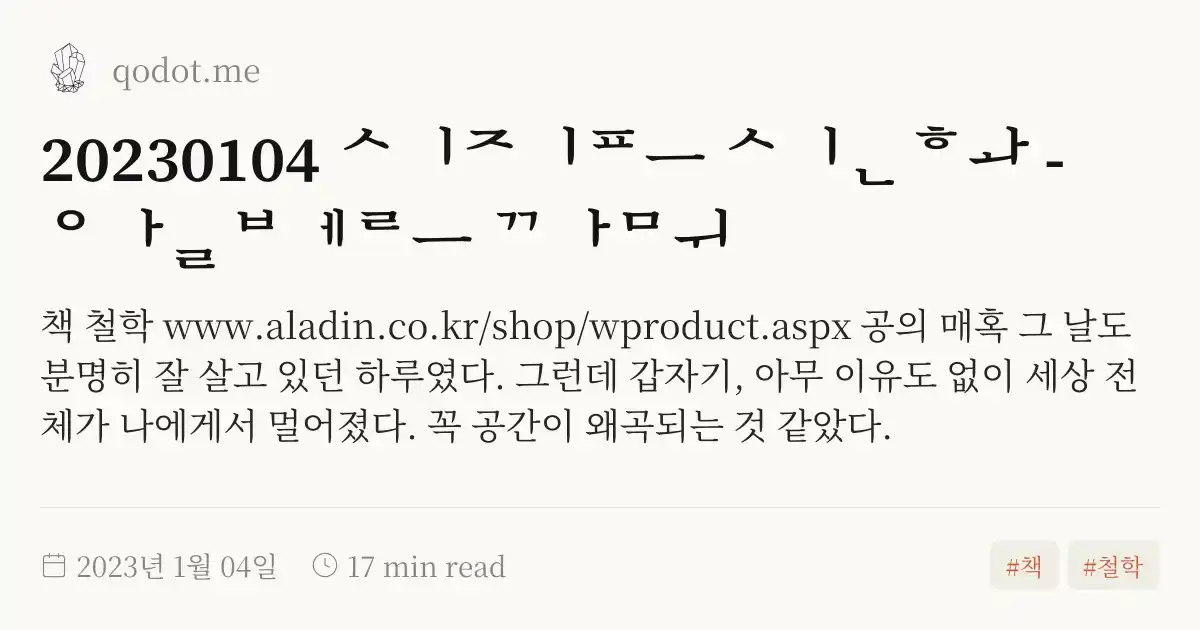 qodot.me
20230104 시지프 신화 -
알베르 까뮈
책 철학 www.aladin.co.kr/shop/wproduct.aspx 공의 매혹 그 날도
분명히 잘 살고 있던 하루였다. 그런데 갑자기, 아무 이유도 없이 세상 전
체가 나에게서 멀어졌다. 꼭 공간이 왜곡되는 것 같았다.
2023년 1월 04일 17 min read #책 #철학